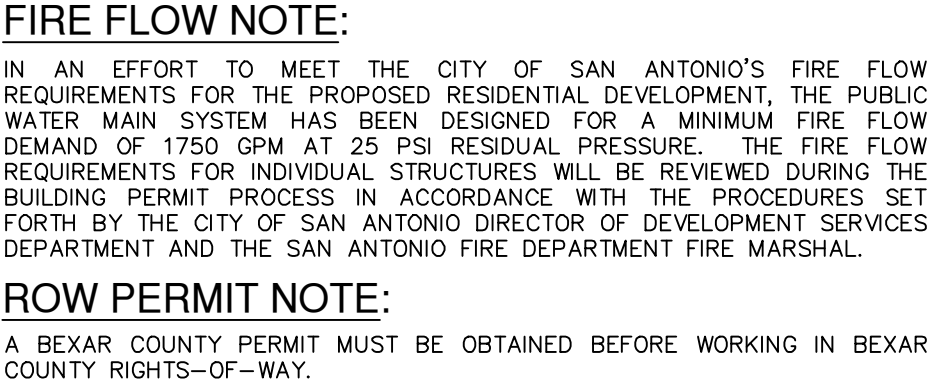 FIRE FLOW NOTE:
IN AN EFFORT TO MEET THE CITY OF SAN ANTONIO'S FIRE FLOW
REQUIREMENTS FOR THE PROPOSED RESIDENTIAL DEVELOPMENT, THE PUBLIC
WATER MAIN SYSTEM HAS BEEN DESIGNED FOR A MINIMUM FIRE FLOW
DEMAND OF 1750 GPM AT 25 PSI RESIDUAL PRESSURE. THE FIRE FLOW
REQUIREMENTS FOR INDIVIDUAL STRUCTURES WILL BE REVIEWED DURING THE
BUILDING PERMIT PROCESS IN ACCORDANCE WITH THE PROCEDURES SET
FORTH BY THE CITY OF SAN ANTONIO DIRECTOR OF DEVELOPMENT SERVICES
DEPARTMENT AND THE SAN ANTONIO FIRE DEPARTMENT FIRE MARSHAL.
ROW PERMIT NOTE:
A BEXAR COUNTY PERMIT MUST BE OBTAINED BEFORE WORKING IN BEXAR
COUNTY RIGHTS-OF-WAY.